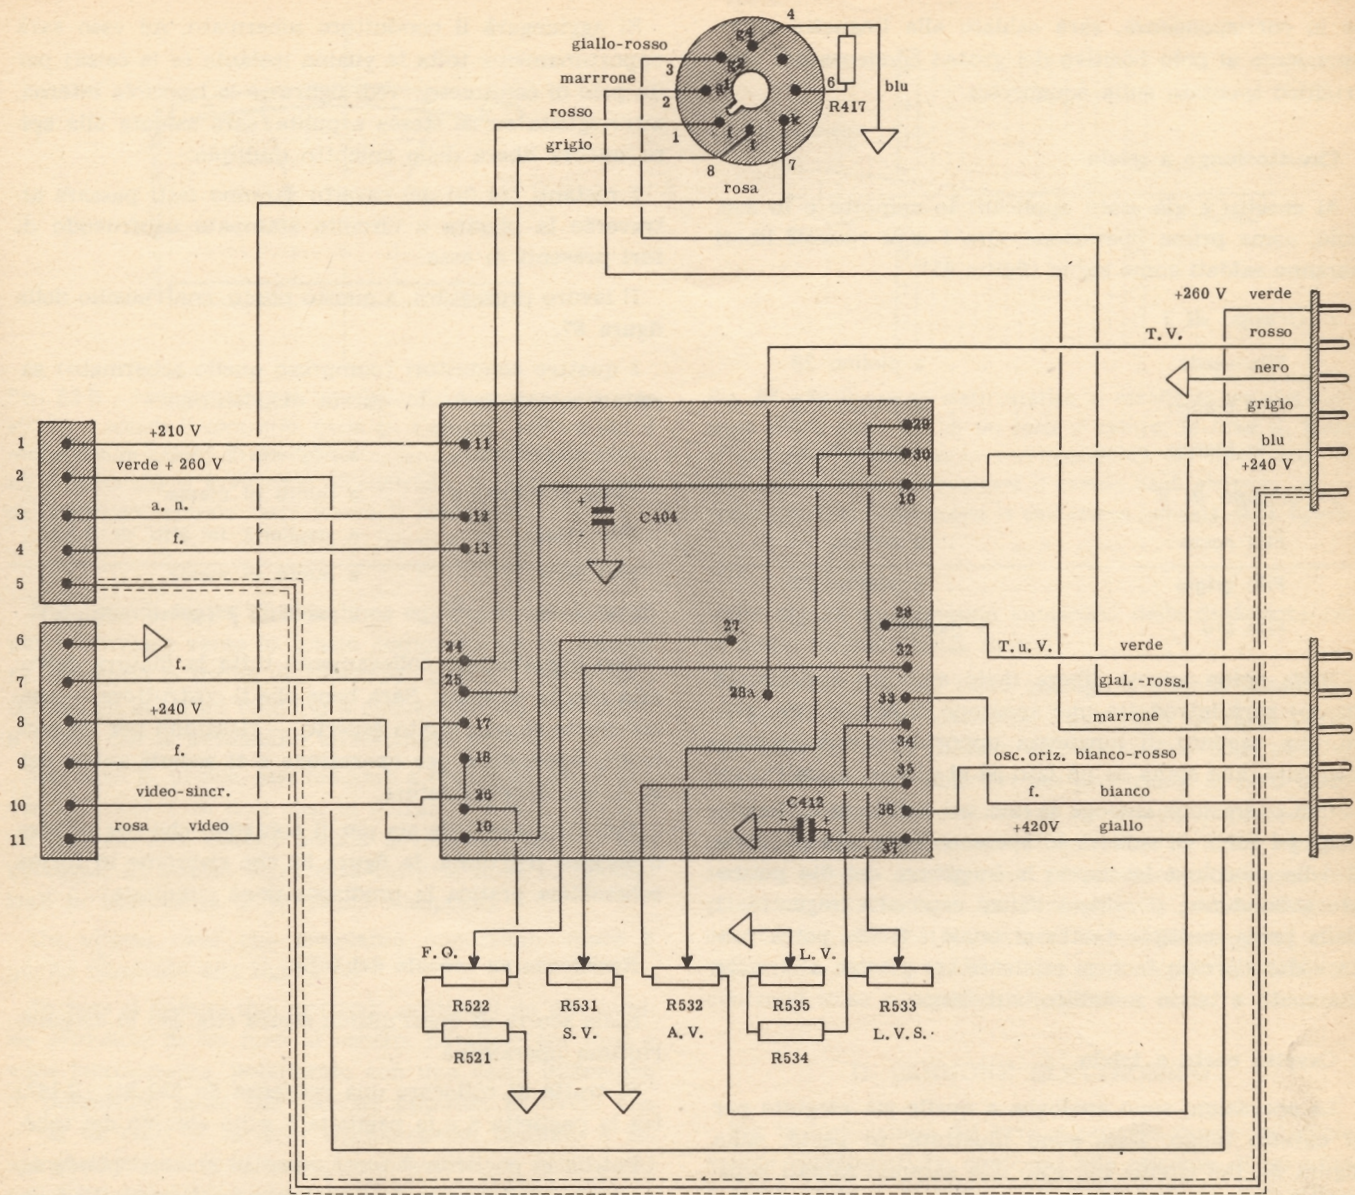 4
g4
giallo-rosso
3
g2
marrrone
2
g1
6
R417
blu
rosso
1
f
f
k
grigio
8
7
rosa
+260 V verde
T. V. rosso
nero
grigio
blu
+240 V
1 +210 V 11
2 verde + 260 V
3 a. n. 12
4 f. 13
5
29
30
10
+ C404
-
6
7 f.
24
25
8 +240 V
17
9 f.
18
10 video-sincr.
26
11 rosa video
10
27
28
28a
32
33
34
35
36
37
- C412 +
T. u. V. verde
gial. -ross.
marrone
osc. oriz. bianco-rosso
f. bianco
+420V giallo
F. O.
L. V.
R522 R531 R532 R535 R533
S. V. A. V. L. V. S.
R521 R534